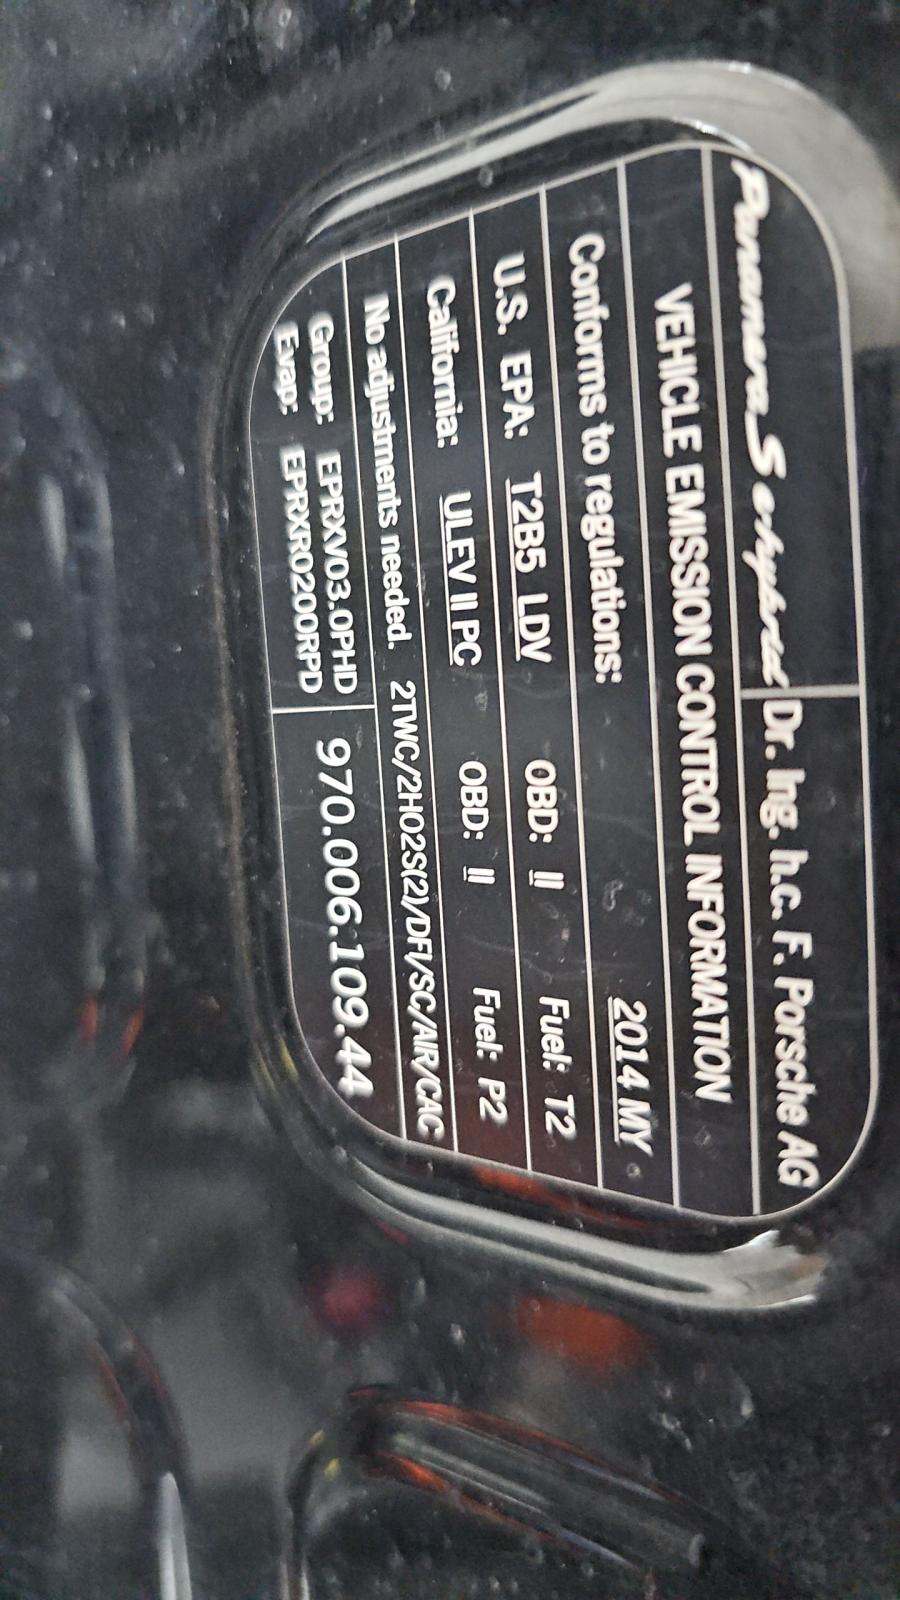 Panamera S e-hybrid Dr. Ing. h.c. F. Porsche AG
VEHICLE EMISSION CONTROL INFORMATION
Conforms to regulations: 2014 MY
U.S. EPA: T2B5 LDV OBD: II Fuel: T2
California: ULEV II PC OBD: II Fuel: P2
No adjustments needed. 2TWC/2HO2S(2)/DFI/SC/AIR/CAC
Group: EPRXV03.0PHD
Evap: EPRXR0200RPD
970.006.109.44